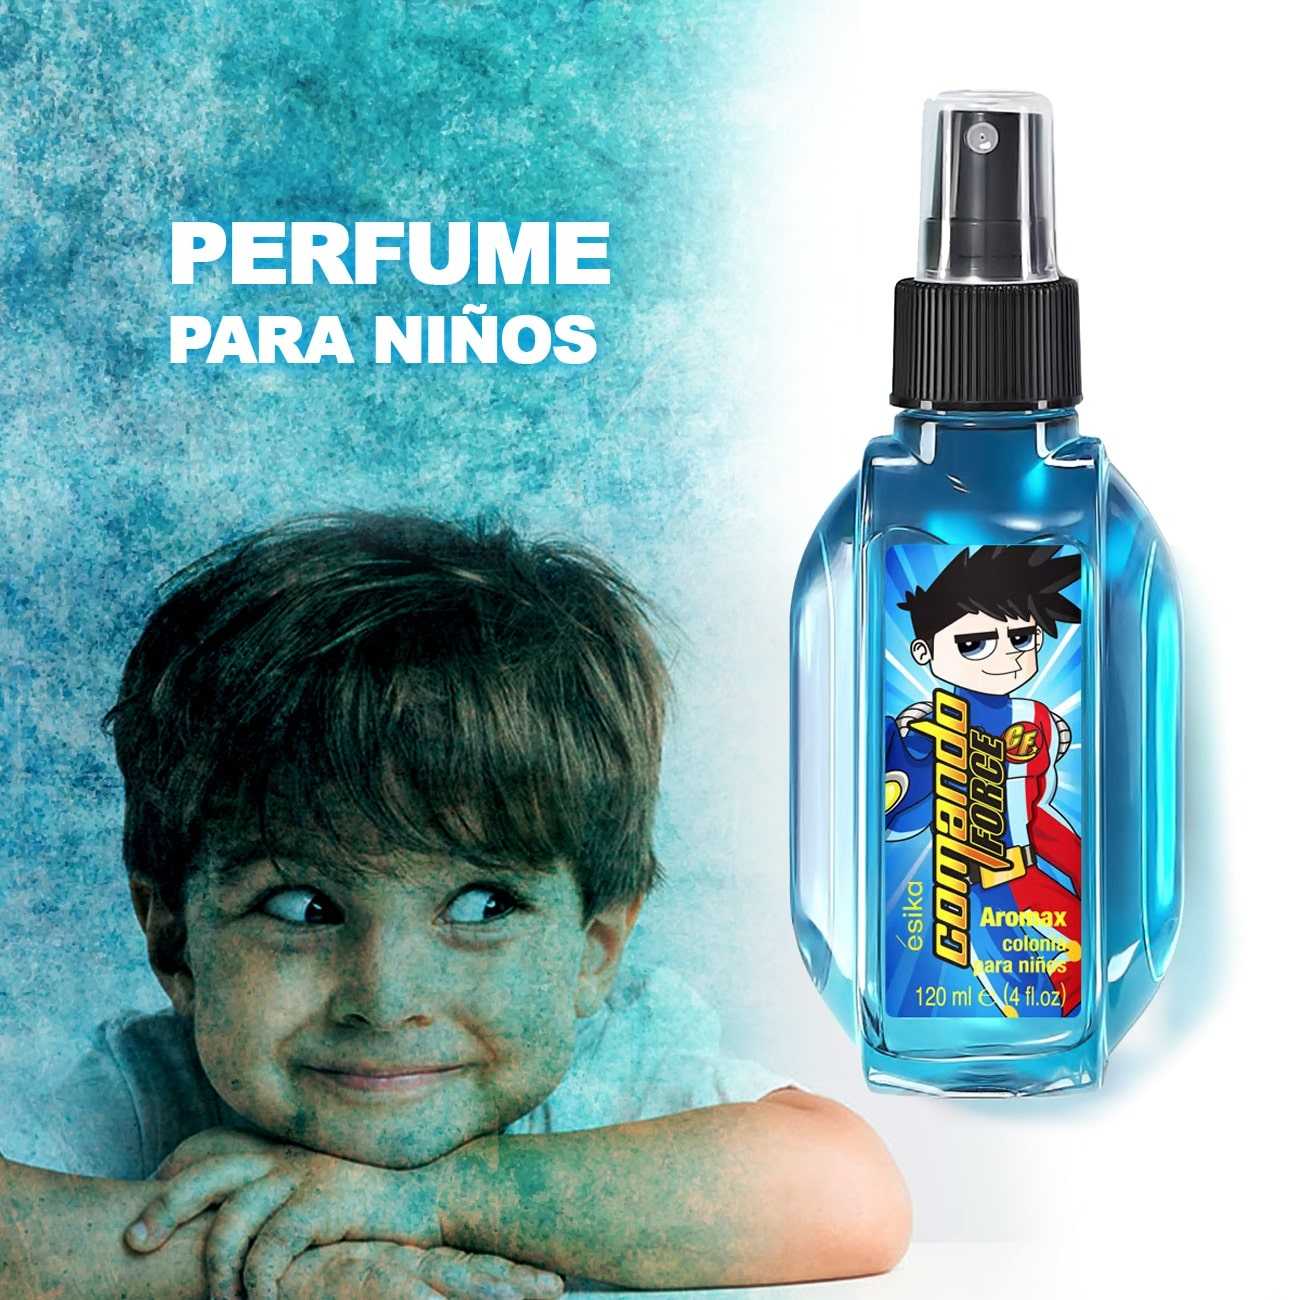 PERFUME
PARA NIÑOS
CF
comando
FORCE
ésika
Aromax
colonia
para niños
120 ml e (4 fl.oz)